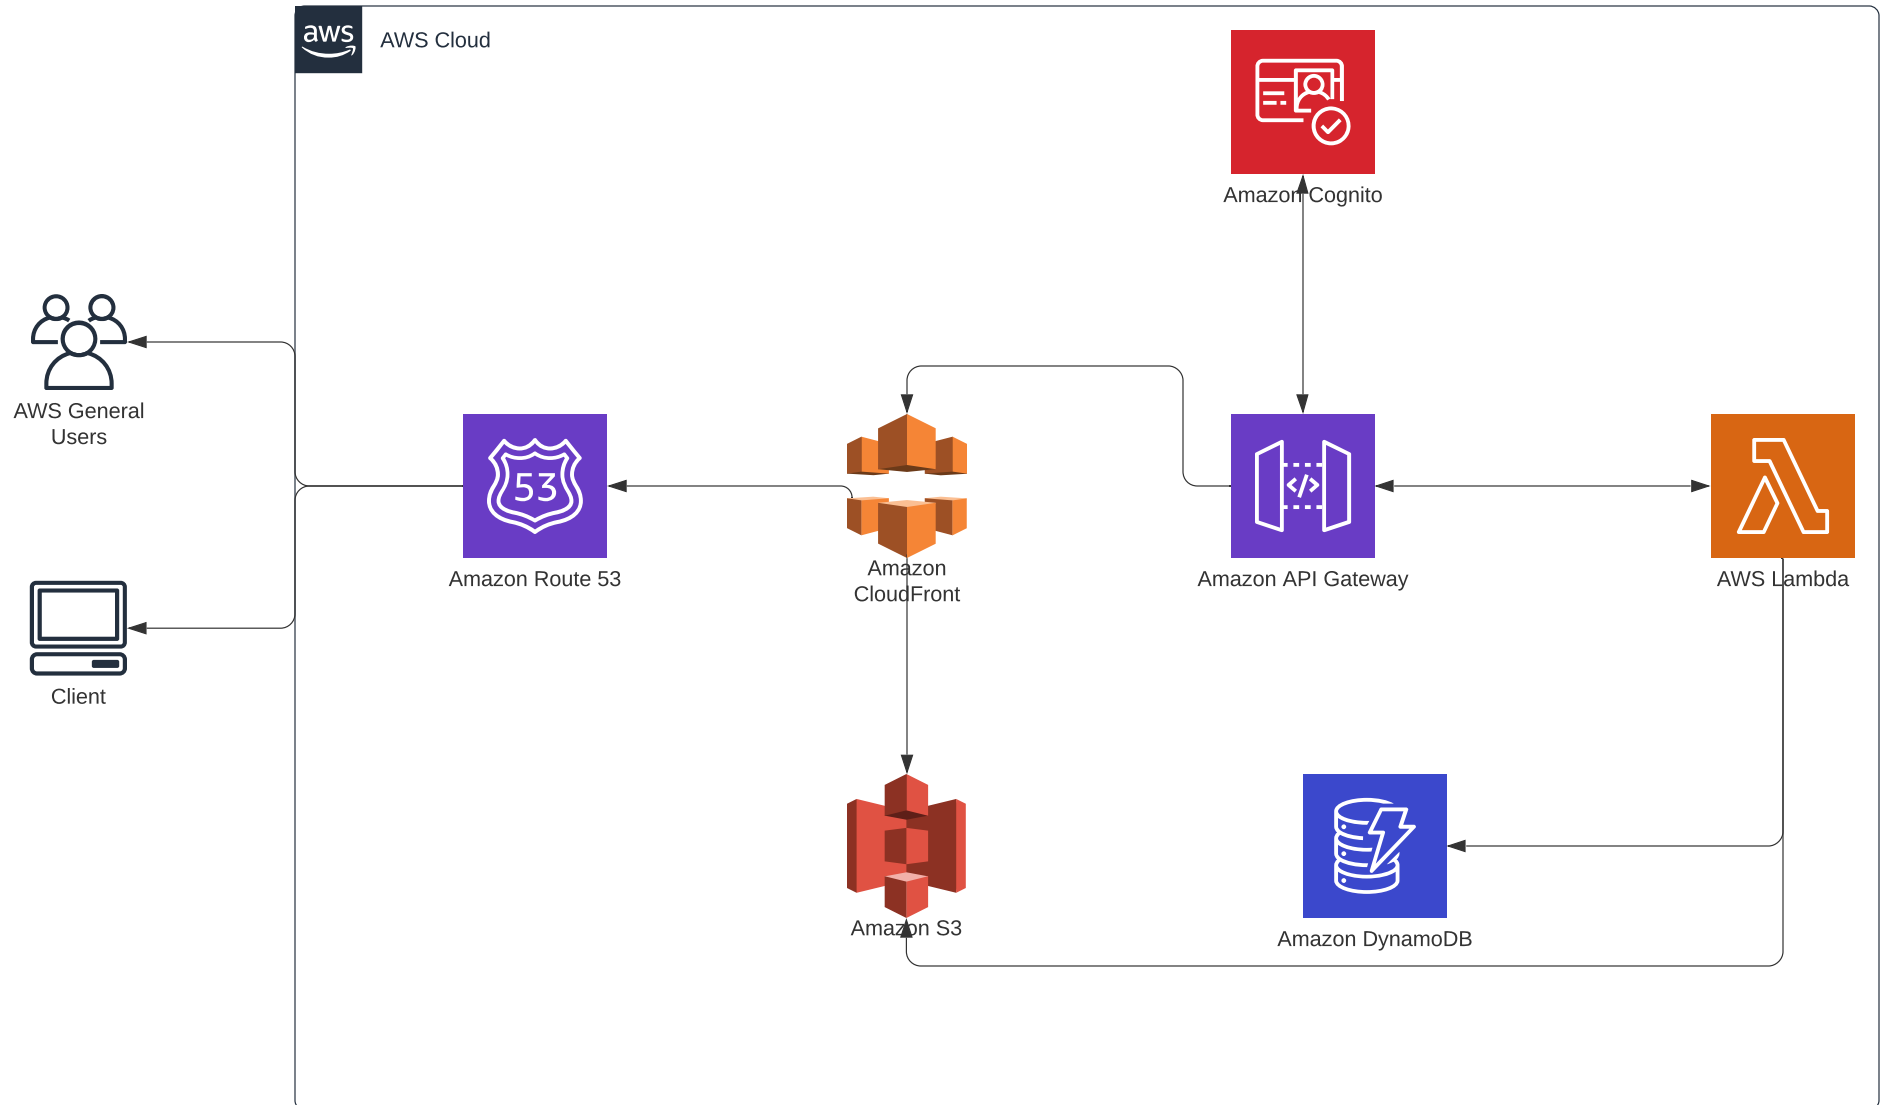 aws
AWS Cloud
Amazon Cognito
AWS General
Users
53
Amazon Route 53
Amazon
CloudFront
</>
Amazon API Gateway
AWS Lambda
Client
Amazon S3
Amazon DynamoDB